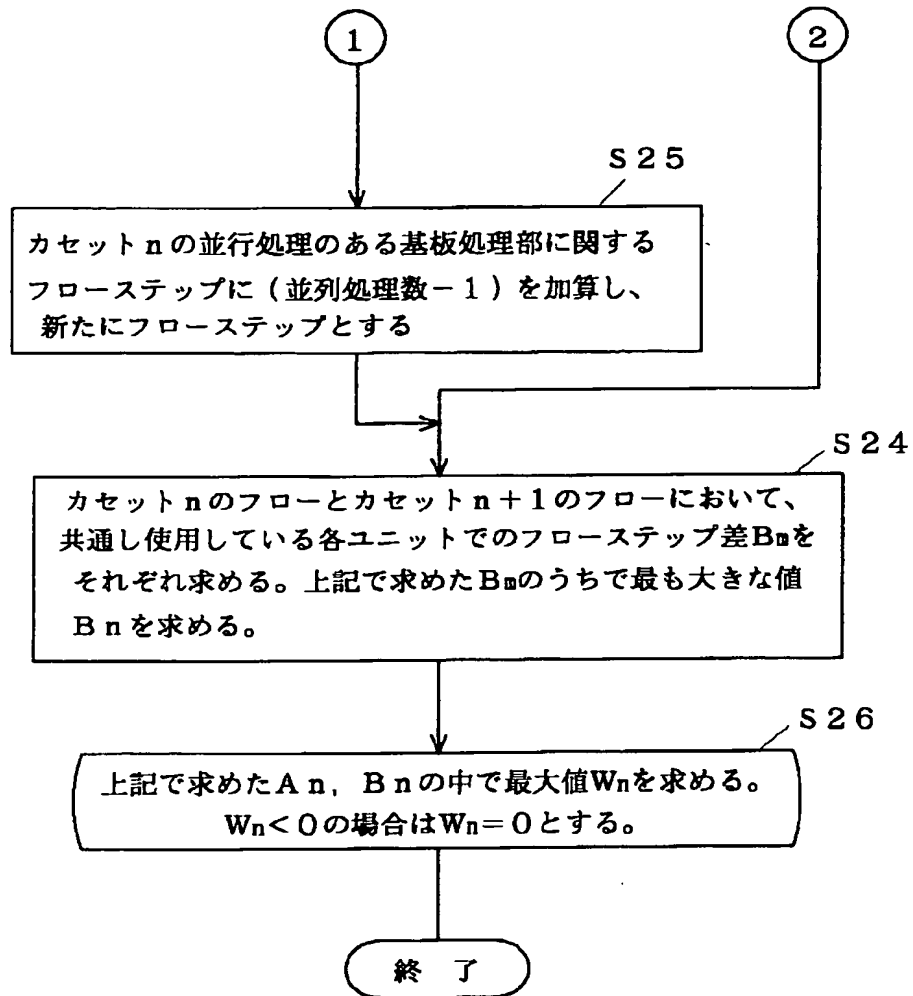 1
2
S25
カセットnの並行処理のある基板処理部に関する
フローステップに(並列処理数-1)を加算し、
新たにフローステップとする
S24
カセットnのフローとカセットn+1のフローにおいて、
共通し使用している各ユニットでのフローステップ差Bmを
それぞれ求める。上記で求めたBmのうちで最も大きな値
Bnを求める。
S26
上記で求めたAn, Bnの中で最大値Wnを求める。
Wn<0の場合はWn=0とする。
終 了